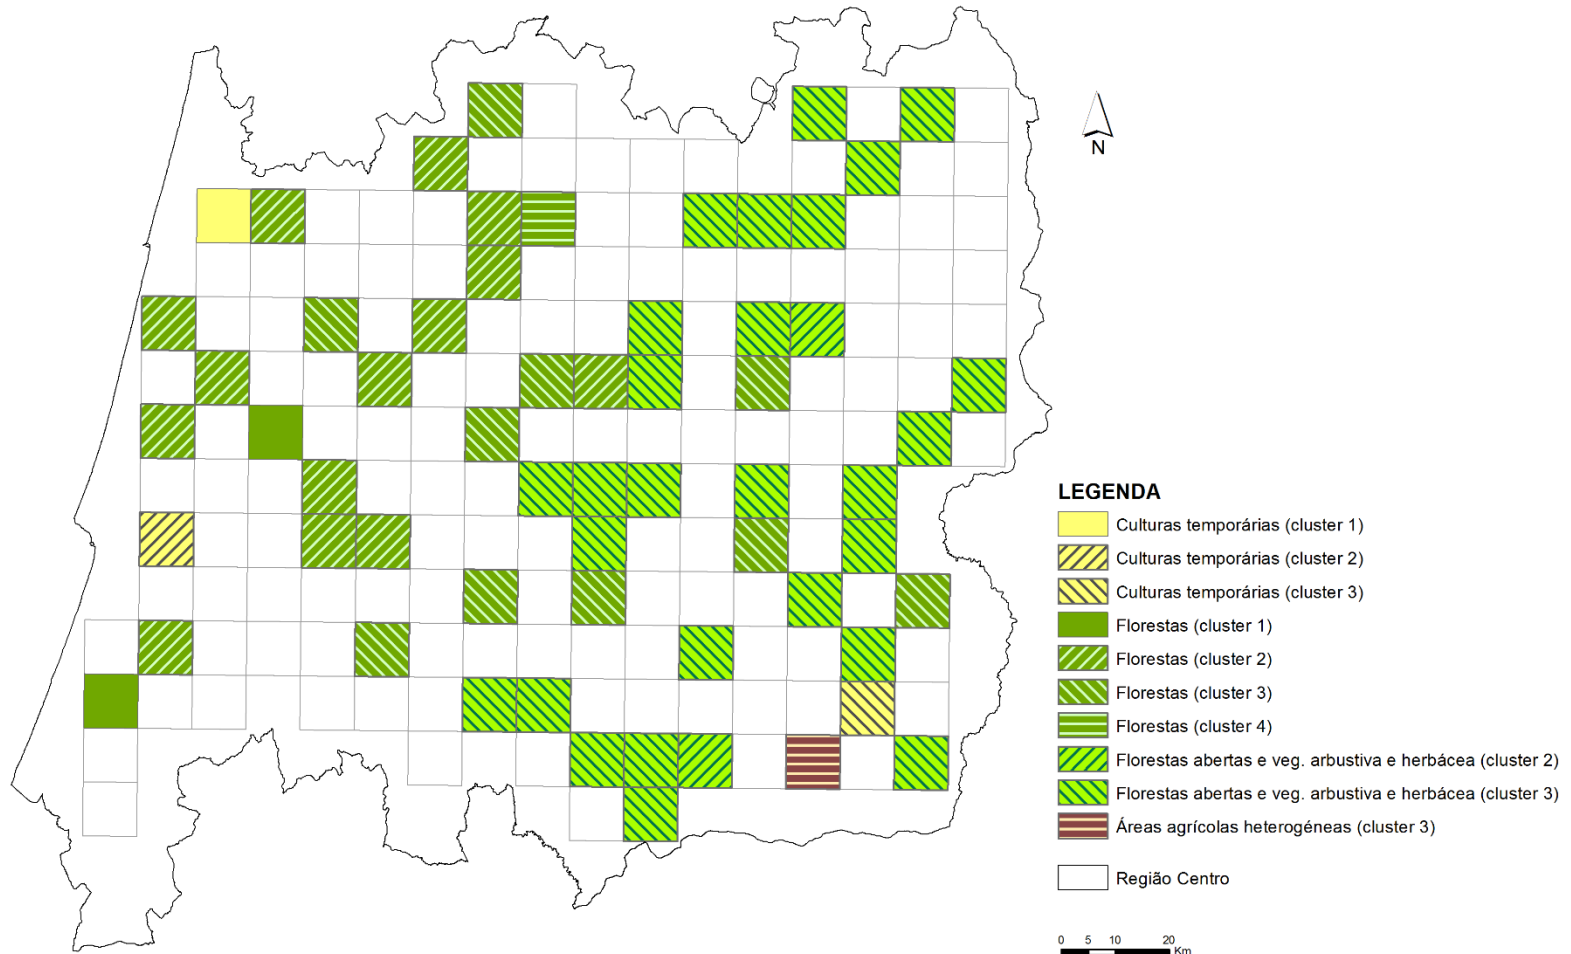 N
LEGENDA
Culturas temporárias (cluster 1)
Culturas temporárias (cluster 2)
Culturas temporárias (cluster 3)
Florestas (cluster 1)
Florestas (cluster 2)
Florestas (cluster 3)
Florestas (cluster 4)
Florestas abertas e veg. arbustiva e herbácea (cluster 2)
Florestas abertas e veg. arbustiva e herbácea (cluster 3)
Áreas agrícolas heterogéneas (cluster 3)
Região Centro
0 5 10 20
Km